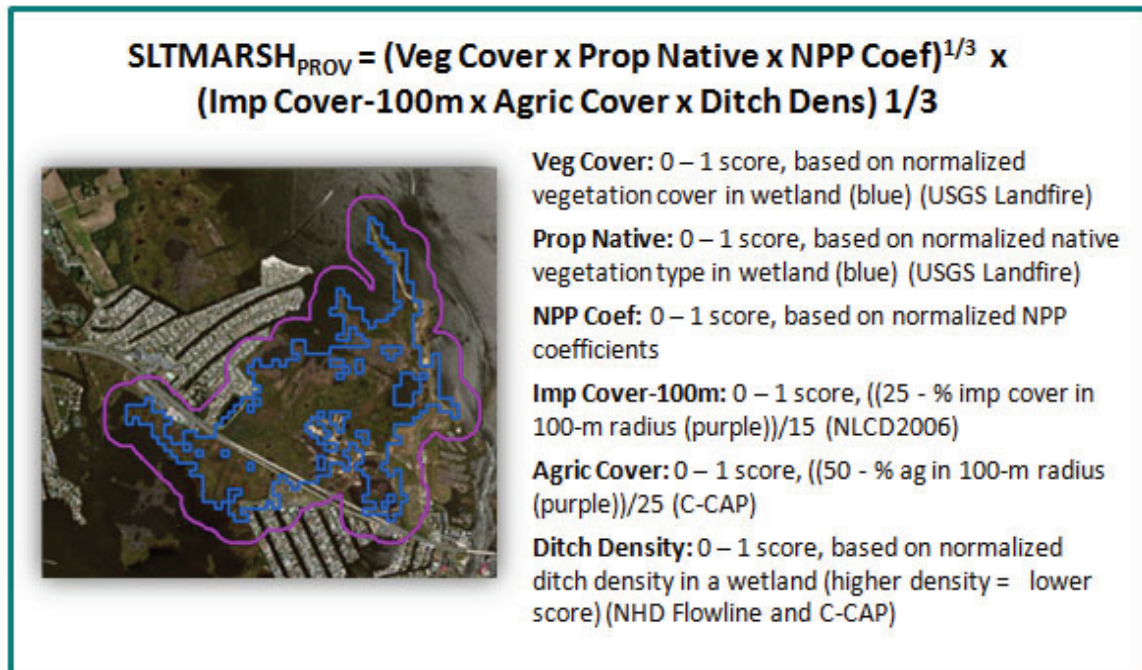 SLTMARSHPROV = (Veg Cover x Prop Native x NPP Coef)1/3 x
(Imp Cover-100m x Agric Cover x Ditch Dens) 1/3
Veg Cover: 0 – 1 score, based on normalized
vegetation cover in wetland (blue) (USGS Landfire)
Prop Native: 0 – 1 score, based on normalized native
vegetation type in wetland (blue) (USGS Landfire)
NPP Coef: 0 – 1 score, based on normalized NPP
coefficients
Imp Cover-100m: 0 – 1 score, ((25 - % imp cover in
100-m radius (purple))/15 (NLCD2006)
Agric Cover: 0 – 1 score, ((50 - % ag in 100-m radius
(purple))/25 (C-CAP)
Ditch Density: 0 – 1 score, based on normalized
ditch density in a wetland (higher density = lower
score) (NHD Flowline and C-CAP)